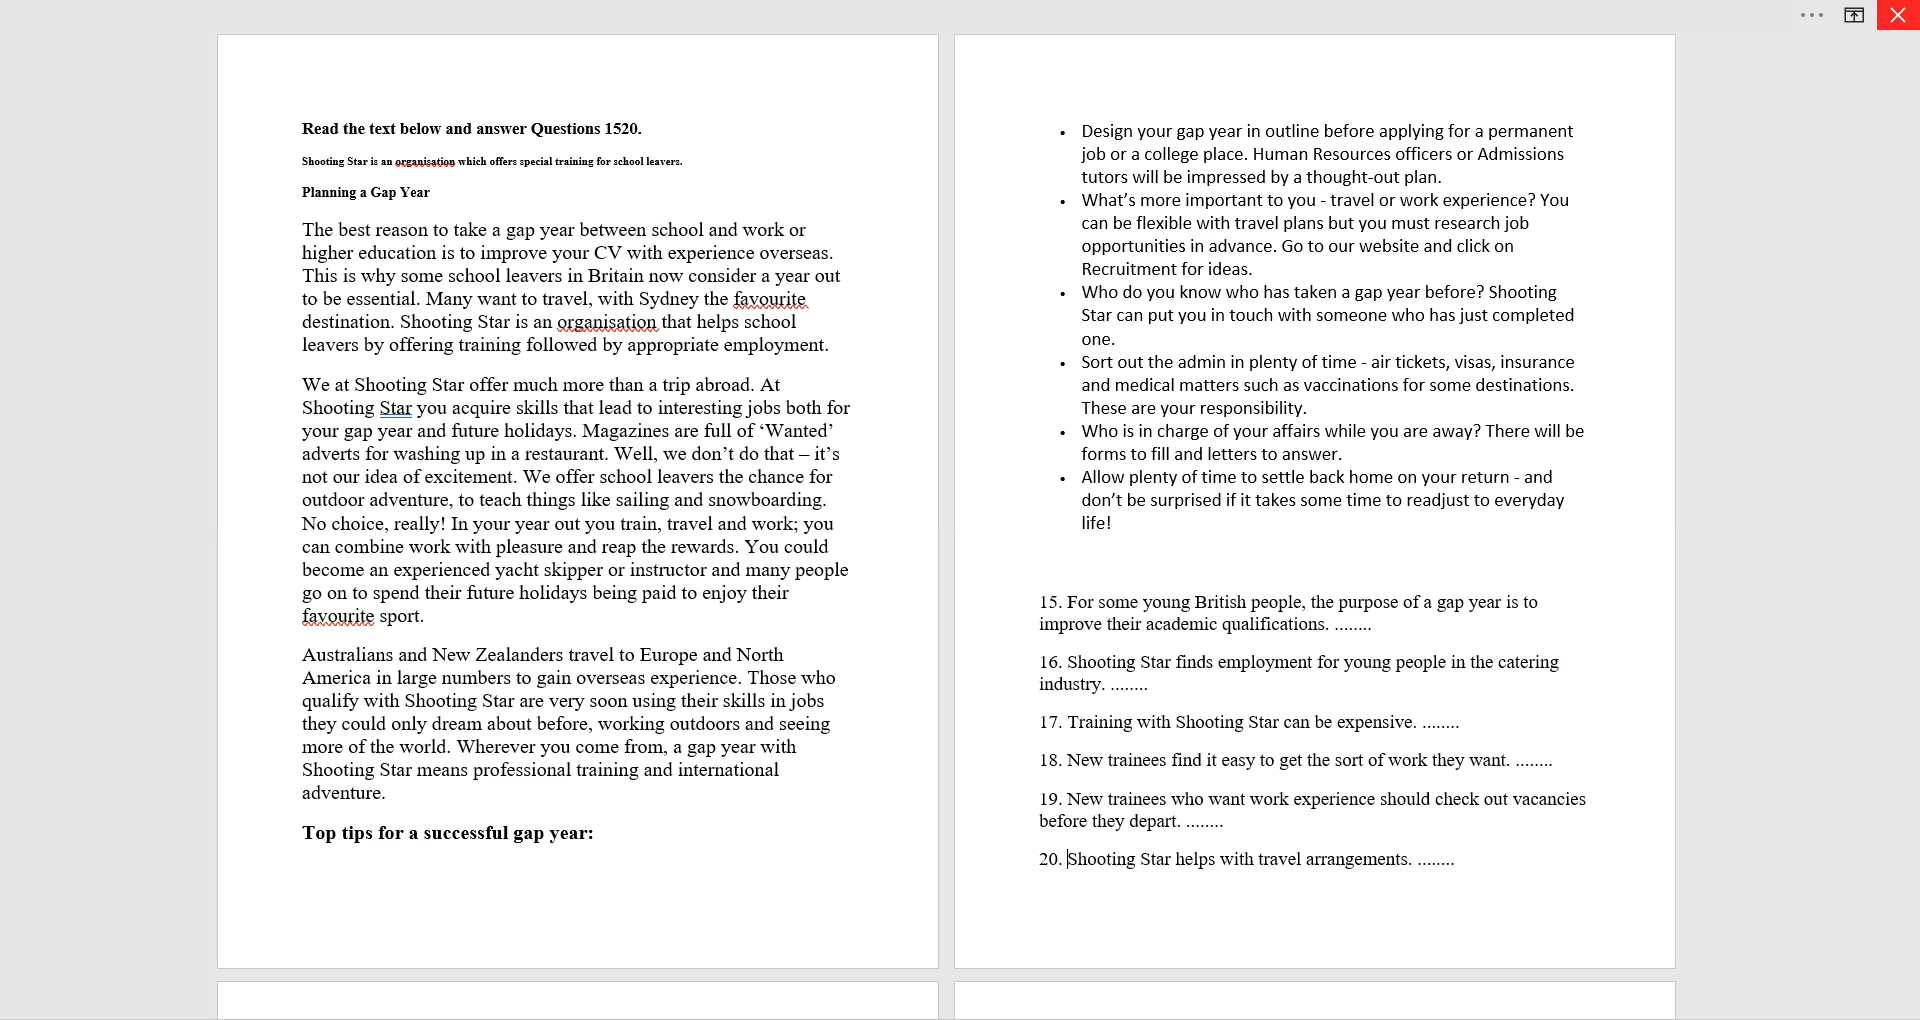 Read the text below and answer Questions 1520.
Shooting Star is an organisation which offers special training for school leavers.
Planning a Gap Year
The best reason to take a gap year between school and work or
higher education is to improve your CV with experience overseas.
This is why some school leavers in Britain now consider a year out
to be essential. Many want to travel, with Sydney the favourite
destination. Shooting Star is an organisation that helps school
leavers by offering training followed by appropriate employment.
We at Shooting Star offer much more than a trip abroad. At
Shooting Star you acquire skills that lead to interesting jobs both for
your gap year and future holidays. Magazines are full of ‘Wanted’
adverts for washing up in a restaurant. Well, we don’t do that – it’s
not our idea of excitement. We offer school leavers the chance for
outdoor adventure, to teach things like sailing and snowboarding.
No choice, really! In your year out you train, travel and work; you
can combine work with pleasure and reap the rewards. You could
become an experienced yacht skipper or instructor and many people
go on to spend their future holidays being paid to enjoy their
favourite sport.
Australians and New Zealanders travel to Europe and North
America in large numbers to gain overseas experience. Those who
qualify with Shooting Star are very soon using their skills in jobs
they could only dream about before, working outdoors and seeing
more of the world. Wherever you come from, a gap year with
Shooting Star means professional training and international
adventure.
Top tips for a successful gap year:
• Design your gap year in outline before applying for a permanent
job or a college place. Human Resources officers or Admissions
tutors will be impressed by a thought-out plan.
• What’s more important to you - travel or work experience? You
can be flexible with travel plans but you must research job
opportunities in advance. Go to our website and click on
Recruitment for ideas.
• Who do you know who has taken a gap year before? Shooting
Star can put you in touch with someone who has just completed
one.
• Sort out the admin in plenty of time - air tickets, visas, insurance
and medical matters such as vaccinations for some destinations.
These are your responsibility.
• Who is in charge of your affairs while you are away? There will be
forms to fill and letters to answer.
• Allow plenty of time to settle back home on your return - and
don’t be surprised if it takes some time to readjust to everyday
life!
15. For some young British people, the purpose of a gap year is to
improve their academic qualifications. ........
16. Shooting Star finds employment for young people in the catering
industry. ........
17. Training with Shooting Star can be expensive. ........
18. New trainees find it easy to get the sort of work they want. ........
19. New trainees who want work experience should check out vacancies
before they depart. ........
20. Shooting Star helps with travel arrangements. ........